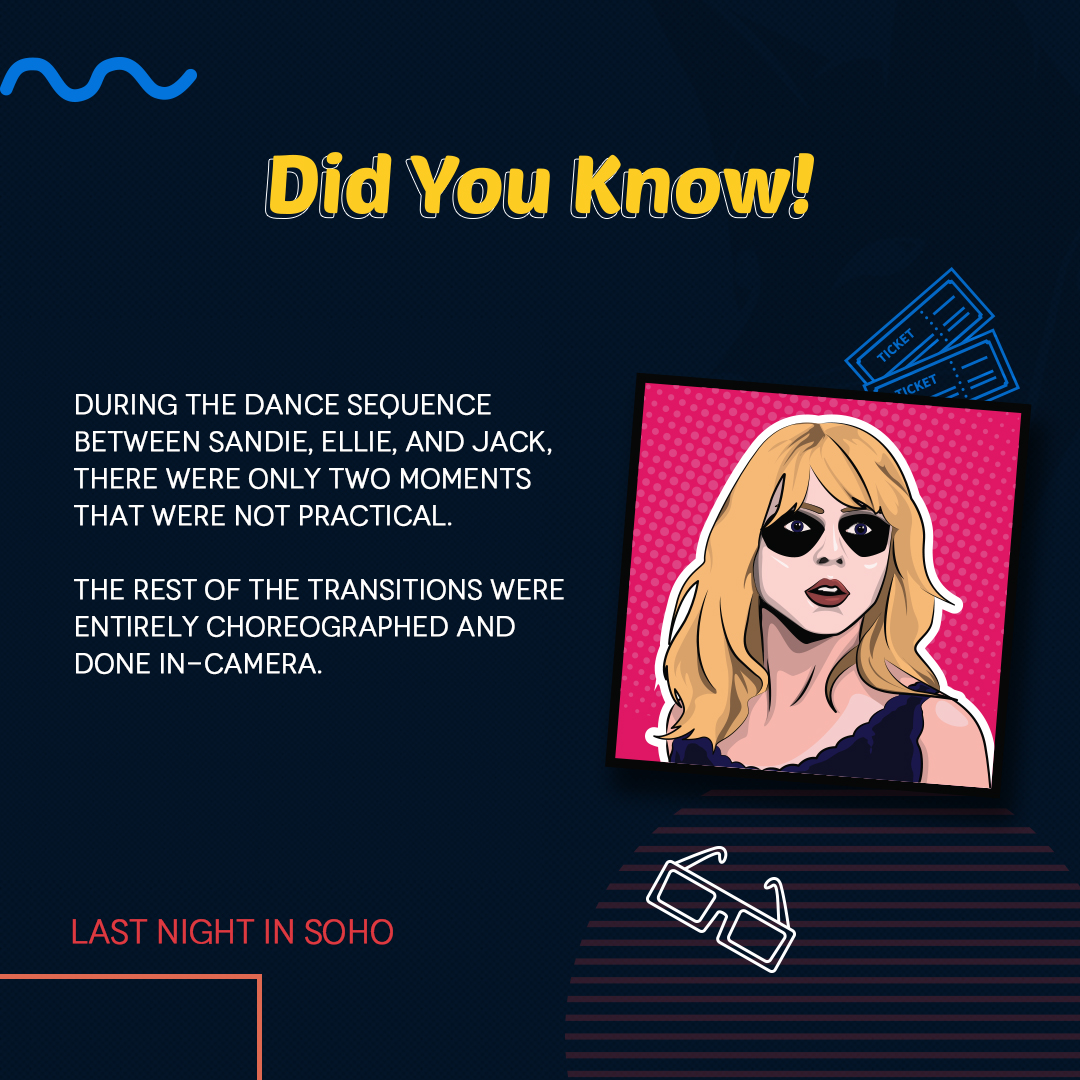 Did You Know!
TICKET
TICKET
DURING THE DANCE SEQUENCE
BETWEEN SANDIE, ELLIE, AND JACK,
THERE WERE ONLY TWO MOMENTS
THAT WERE NOT PRACTICAL.
THE REST OF THE TRANSITIONS WERE
ENTIRELY CHOREOGRAPHED AND
DONE IN-CAMERA.
LAST NIGHT IN SOHO